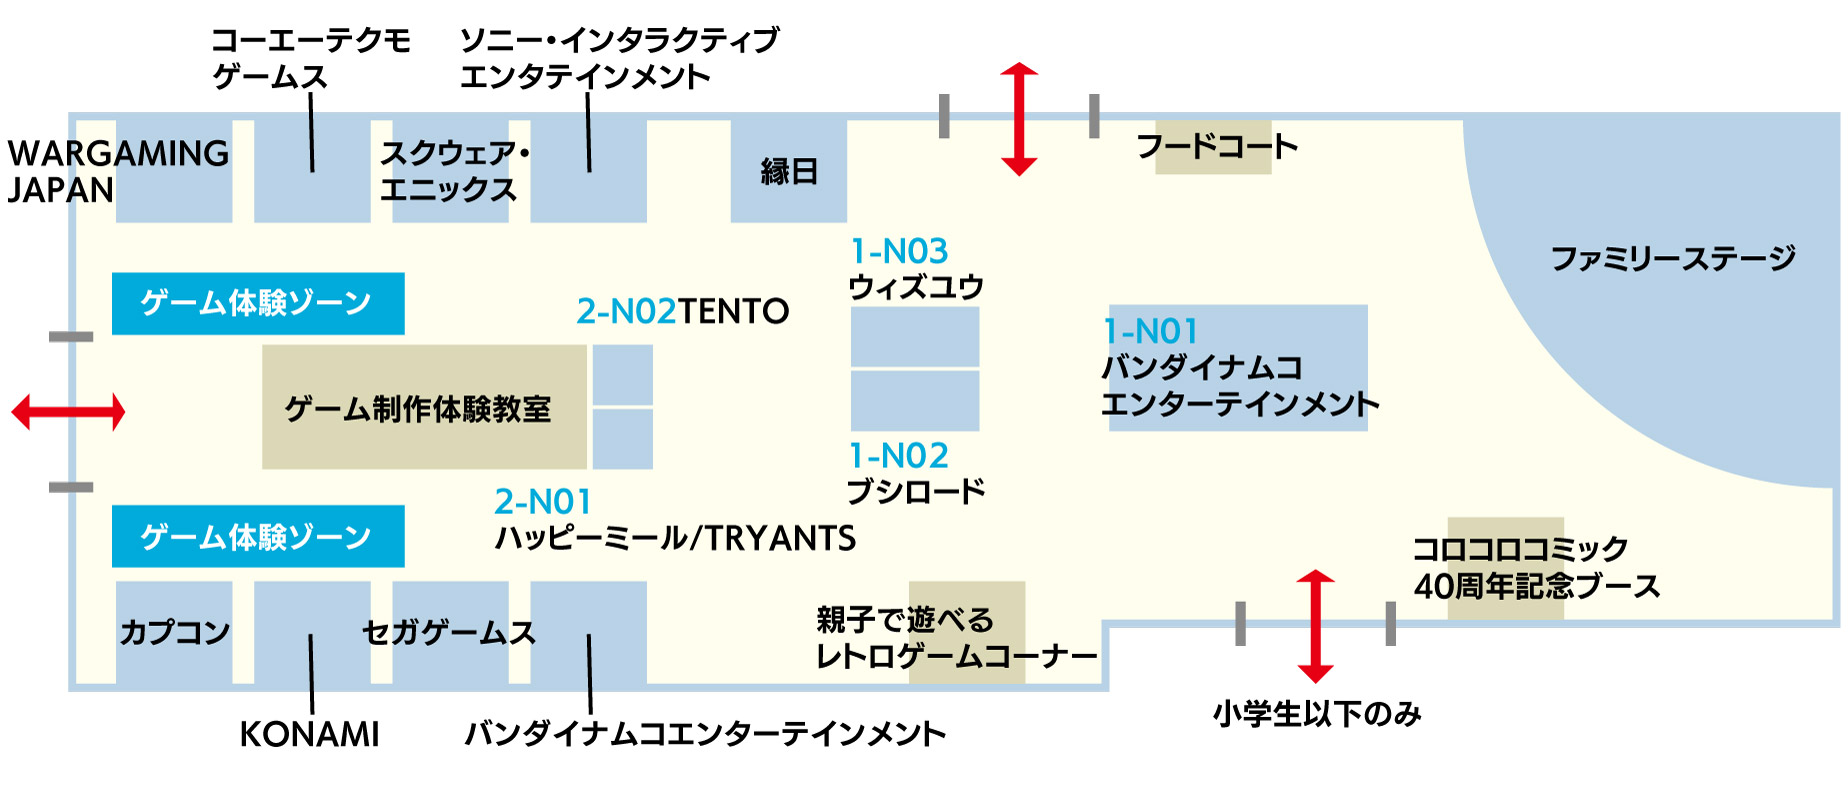 コーエーテクモ
ゲームス
ソニー・インタラクティブ
エンタテインメント
WARGAMING
JAPAN
スクウェア・
エニックス
縁日
フードコート
ファミリーステージ
ゲーム体験ゾーン
2-N02TENTO
1-N03
ウィズユウ
1-N01
バンダイナムコ
エンターテインメント
ゲーム制作体験教室
1-N02
ブシロード
2-N01
ハッピーミール/TRYANTS
ゲーム体験ゾーン
コロコロコミック
40周年記念ブース
カプコン
セガゲームス
親子で遊べる
レトロゲームコーナー
KONAMI
バンダイナムコエンターテインメント
小学生以下のみ